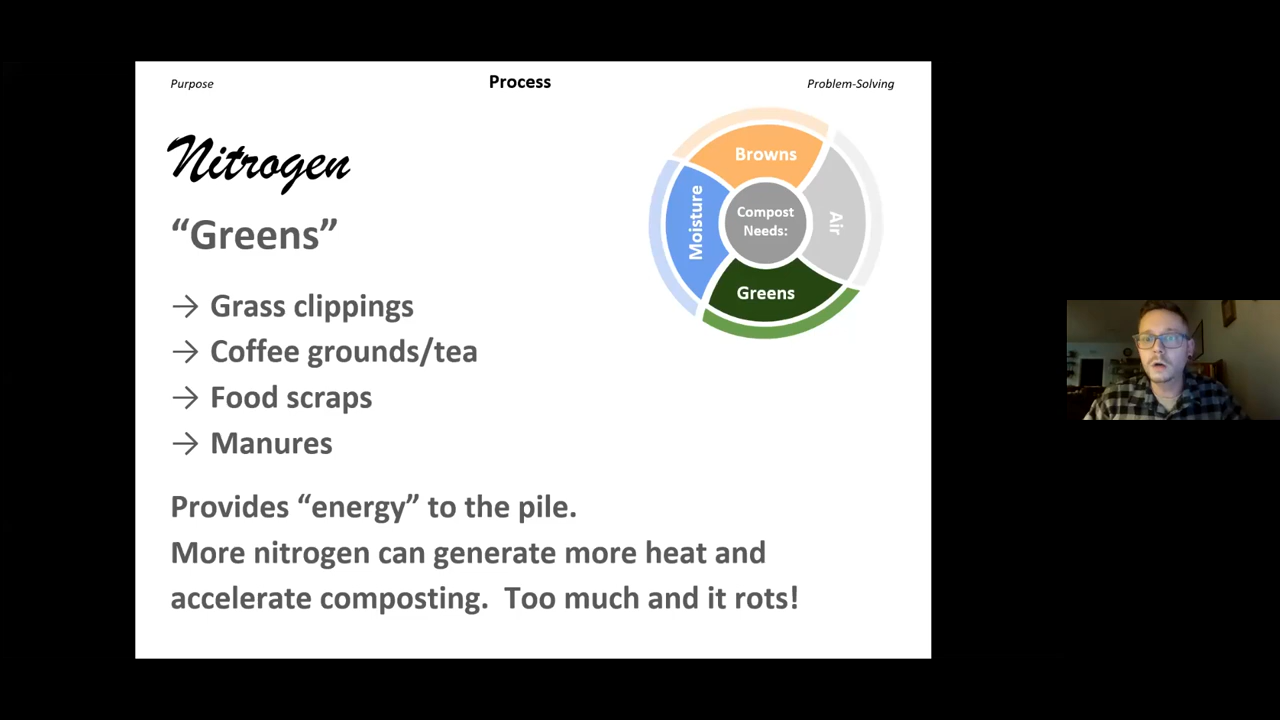 Purpose
Process
Problem-Solving
Nitrogen
“Greens”
→ Grass clippings
→ Coffee grounds/tea
→ Food scraps
→ Manures
Provides “energy” to the pile.
More nitrogen can generate more heat and
accelerate composting.  Too much and it rots!
Browns
Moisture
Compost
Needs:
Air
Greens